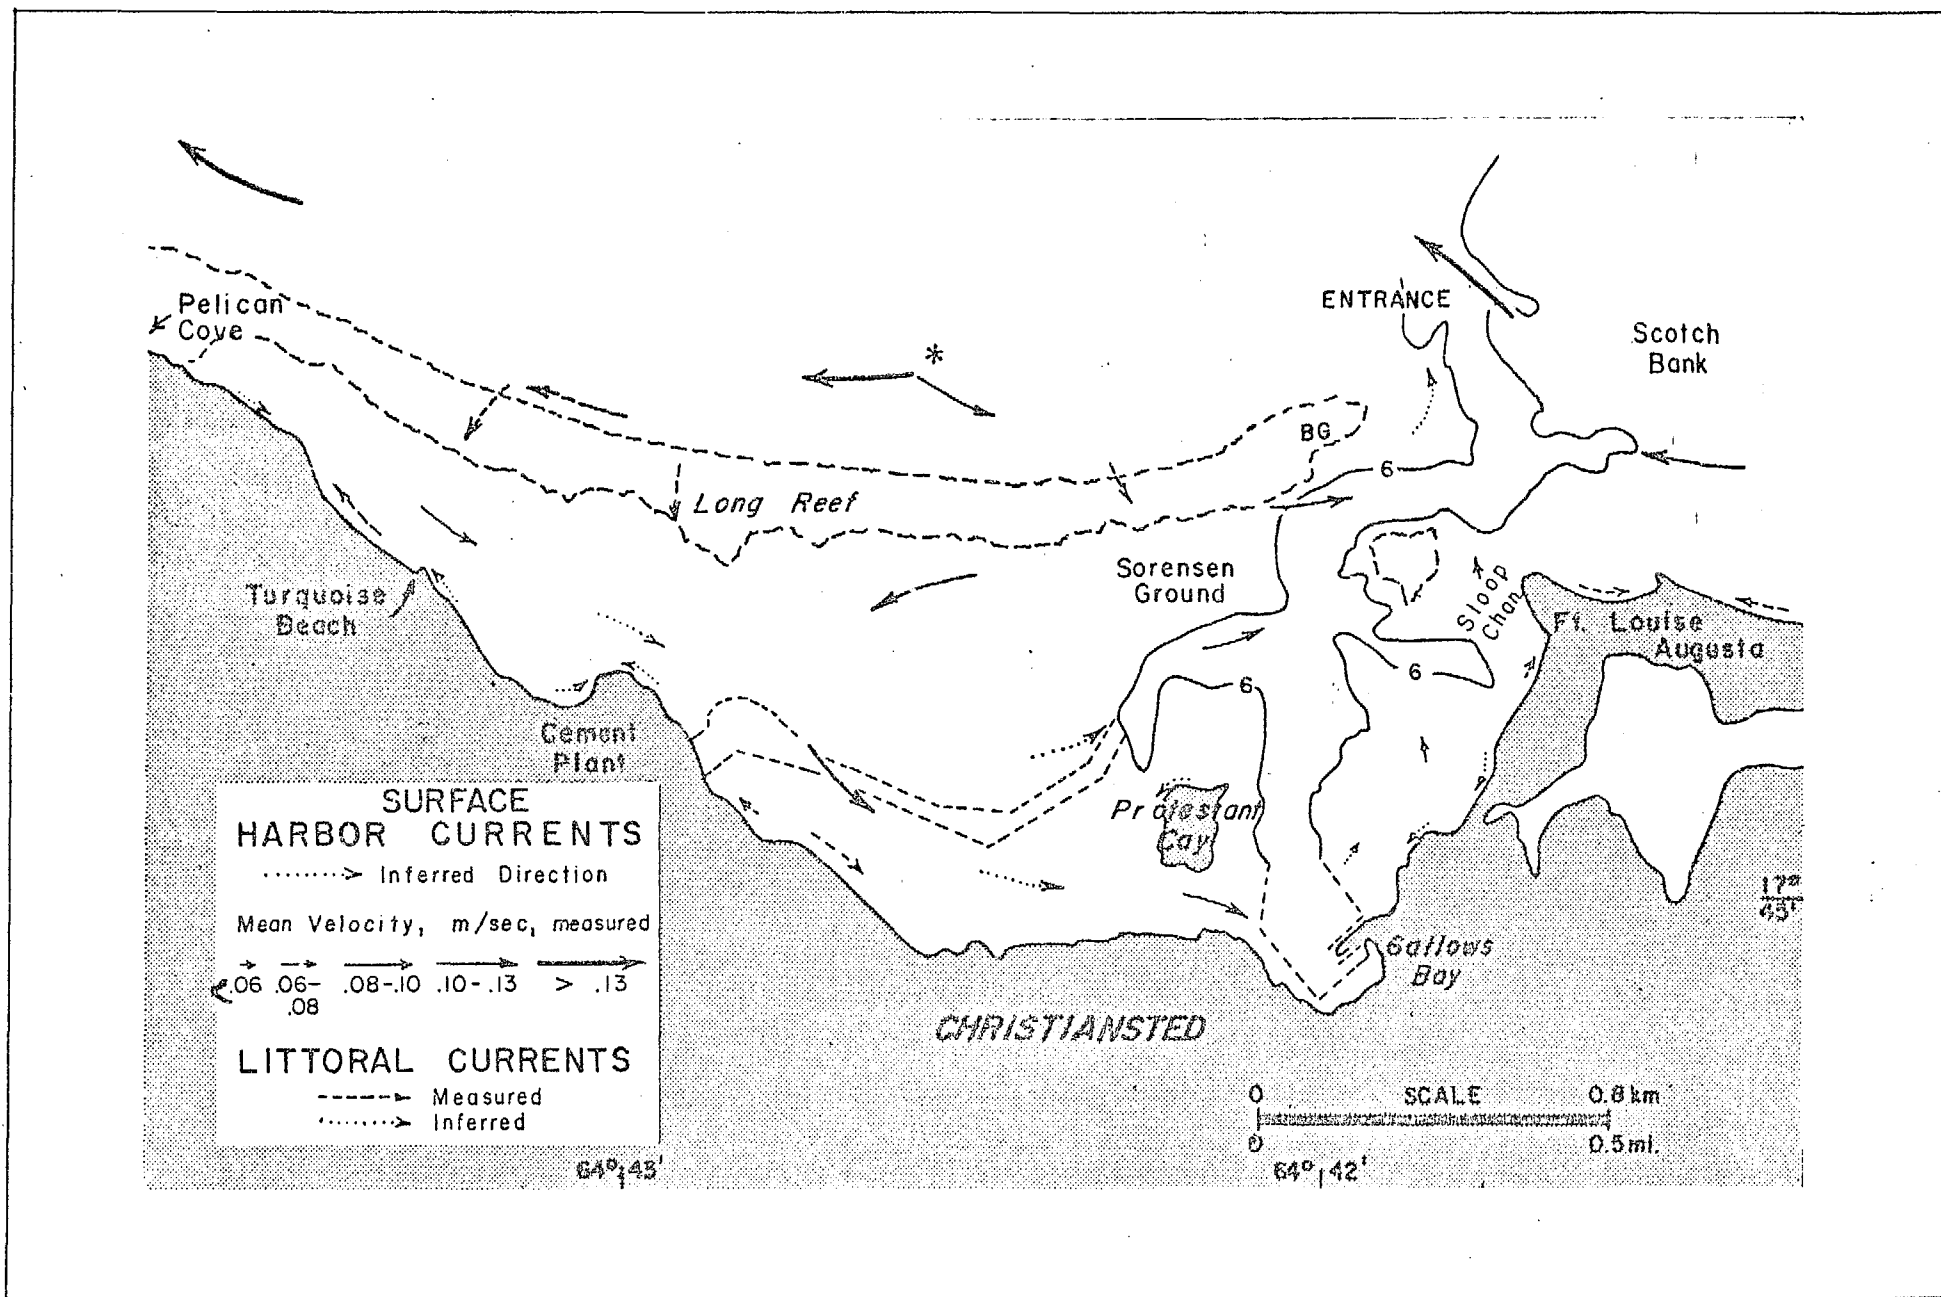 Pelican
Cove
ENTRANCE
Scotch
Bank
*
BG
6
Long Reef
Sorensen
Ground
Sloop
Chan.
Turquoise
Beach
Ft. Louise
Augusta
6
6
Cement
Plant
Protestant
Cay
SURFACE
HARBOR CURRENTS
Inferred Direction
Mean Velocity, m/sec, measured
<.06 .06- .08-.10 .10-.13 > .13
.08
LITTORAL CURRENTS
Measured
Inferred
17°
45'
Gallows
Bay
CHRISTIANSTED
0 SCALE 0.8 km
0 0.5 mi.
64° 43' 64° 42'